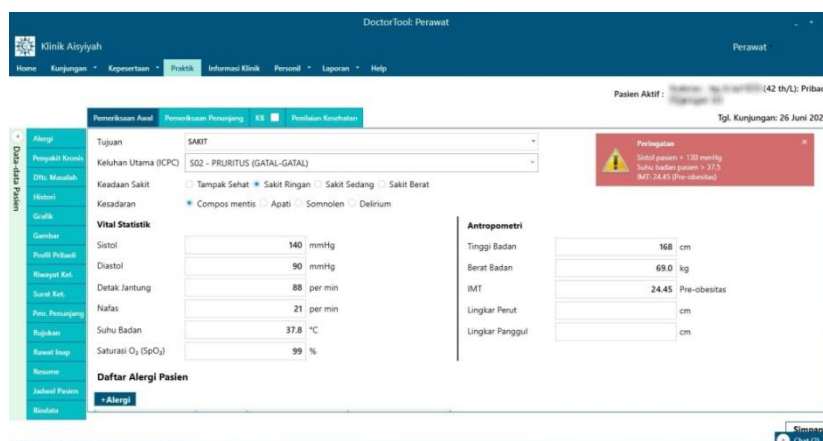 DoctorTool: Perawat
Klinik Aisyiyah
Perawat
Home Kunjungan Kepesertaan Praktik Informasi Klinik Personil Laporan Help
Pasien Aktif : (42 th/L): Pribad
Tgl. Kunjungan: 26 Juni 202
Pemeriksaan Awal Pemeriksaan Penunjang KB Penilaian Kesehatan
Data-data Pasien
Alergi
Penyakit Kronis
Dftr. Masalah
Histori
Grafik
Gambar
Profil Pribadi
Riwayat Kel.
Surat Ket.
Pem. Penunjang
Rujukan
Rawat Inap
Resume
Jadwal Pasien
Biodata
Tujuan SAKIT
Keluhan Utama (ICPC) S02 - PRURITUS (GATAL-GATAL)
Keadaan Sakit Tampak Sehat Sakit Ringan Sakit Sedang Sakit Berat
Kesadaran Compos mentis Apati Somnolen Delirium
Peringatan
Sistol pasien > 130 mmHg
Suhu badan pasien > 37.5
IMT: 24.45 (Pre-obesitas)
Vital Statistik
Sistol 140 mmHg
Diastol 90 mmHg
Detak Jantung 88 per min
Nafas 21 per min
Suhu Badan 37.8 °C
Saturasi O₂ (SpO₂) 99 %
Antropometri
Tinggi Badan 168 cm
Berat Badan 69.0 kg
IMT 24.45 Pre-obesitas
Lingkar Perut cm
Lingkar Panggul cm
Daftar Alergi Pasien
+Alergi
Simpan
Chat